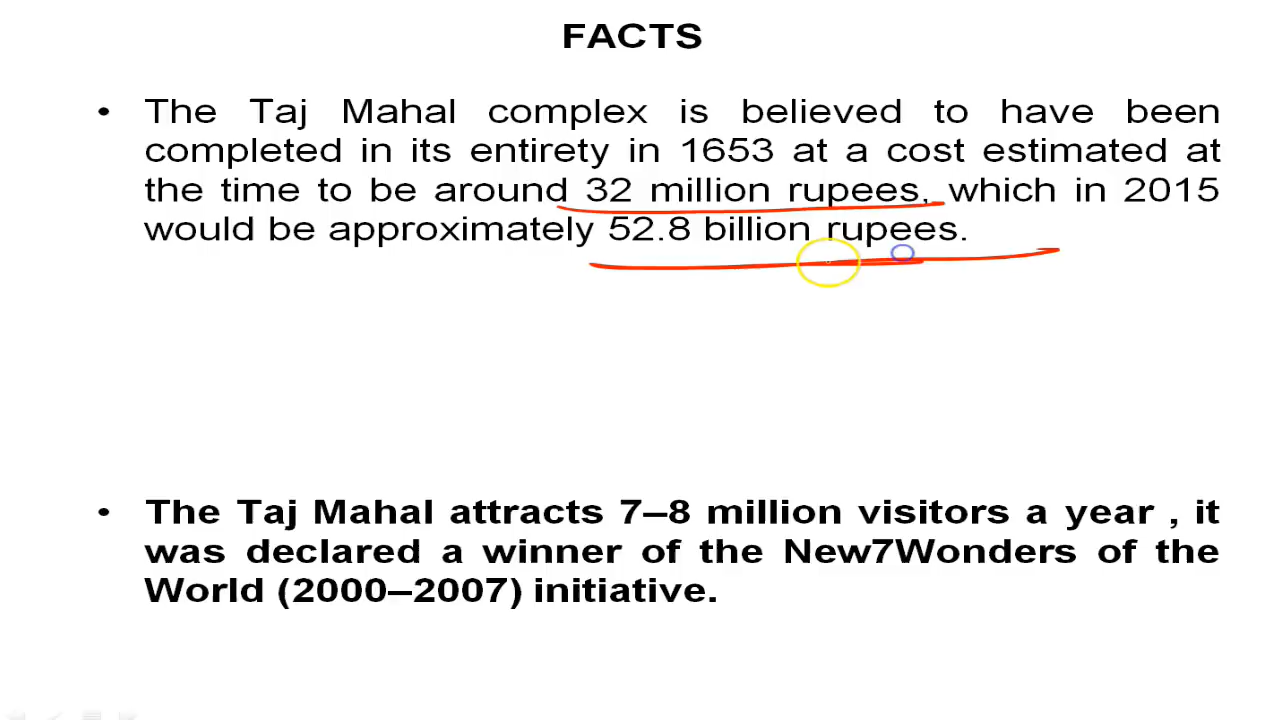 FACTS
• The Taj Mahal complex is believed to have been
completed in its entirety in 1653 at a cost estimated at
the time to be around 32 million rupees, which in 2015
would be approximately 52.8 billion rupees.
• The Taj Mahal attracts 7–8 million visitors a year , it
was declared a winner of the New7Wonders of the
World (2000–2007) initiative.